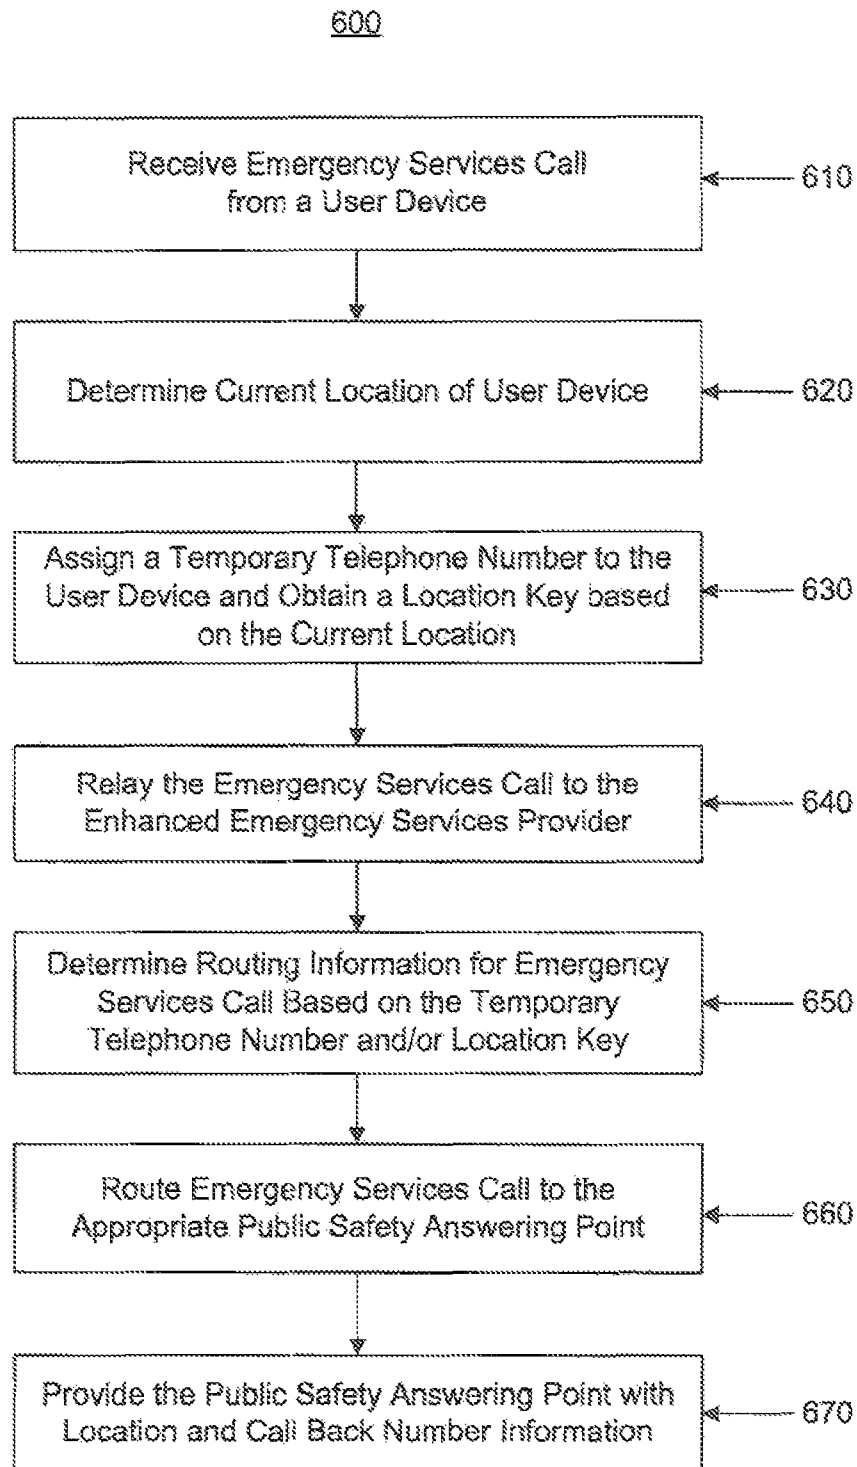 600
Receive Emergency Services Call
from a User Device
610
Determine Current Location of User Device
620
Assign a Temporary Telephone Number to the
User Device and Obtain a Location Key based
on the Current Location
630
Relay the Emergency Services Call to the
Enhanced Emergency Services Provider
640
Determine Routing Information for Emergency
Services Call Based on the Temporary
Telephone Number and/or Location Key
650
Route Emergency Services Call to the
Appropriate Public Safety Answering Point
660
Provide the Public Safety Answering Point with
Location and Call Back Number Information
670